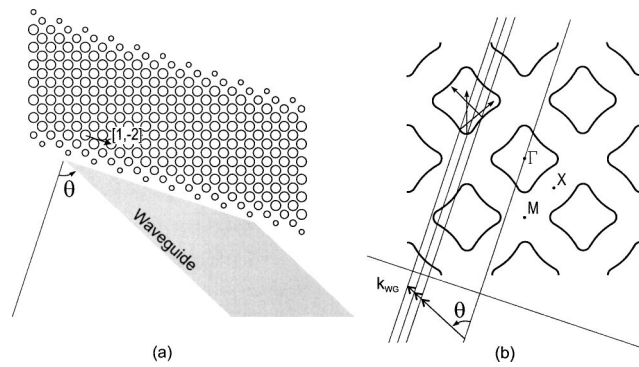 [1,-2]
θ
Waveguide
(a)
Γ
X
M
k_WG
θ
(b)